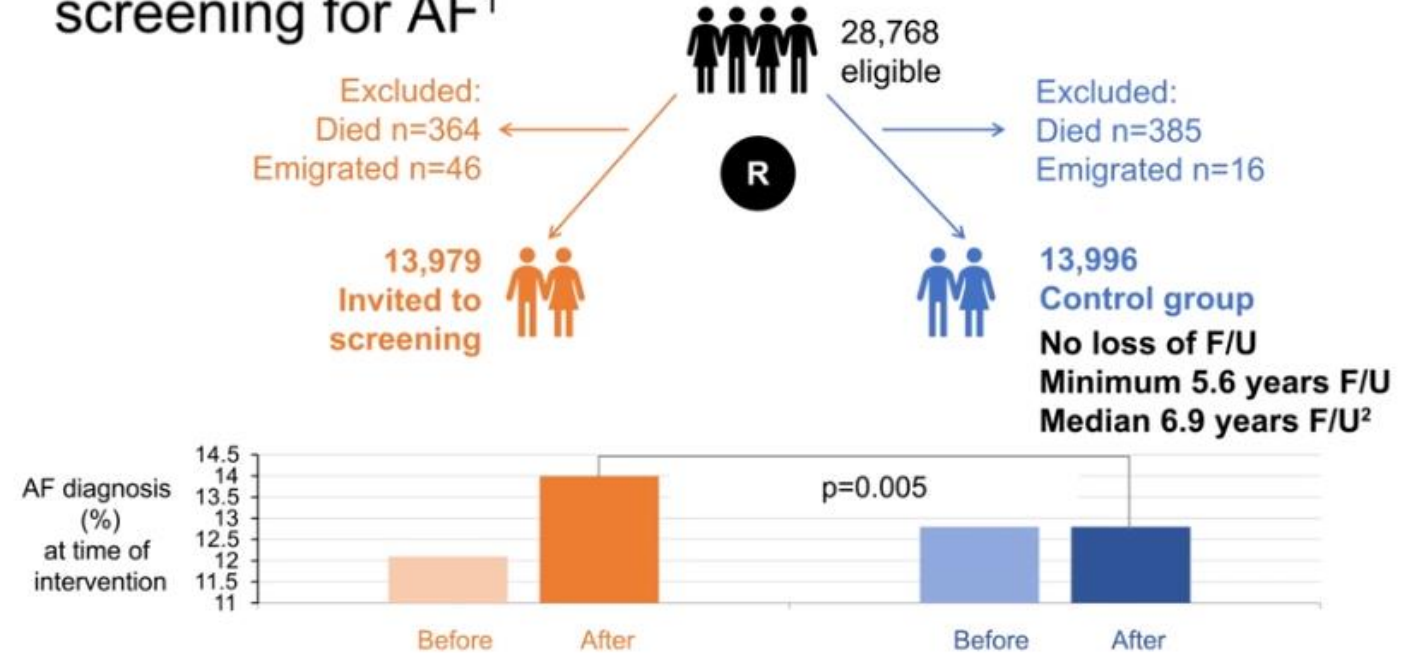 screening for AF¹
28,768
eligible
Excluded:
Died n=364
Emigrated n=46
R
Excluded:
Died n=385
Emigrated n=16
13,979
Invited to
screening
13,996
Control group
No loss of F/U
Minimum 5.6 years F/U
Median 6.9 years F/U²
AF diagnosis
(%)
at time of
intervention
14.5
14
13.5
13
12.5
12
11.5
11
p=0.005
Before
After
Before
After